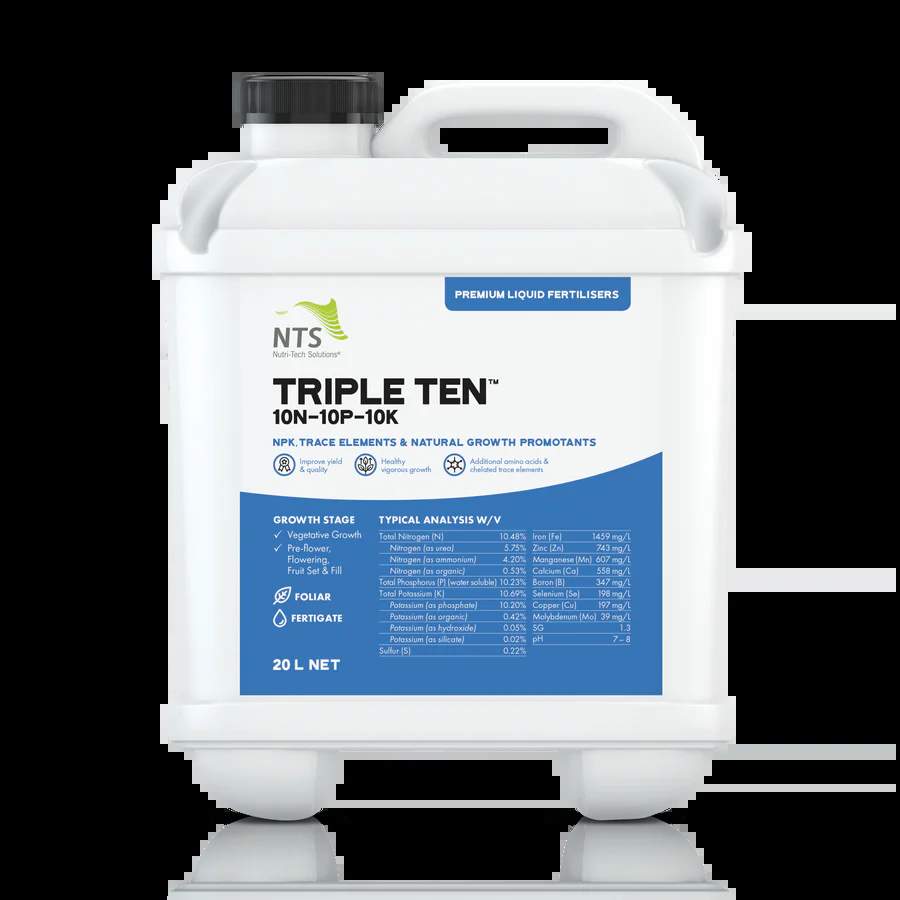 PREMIUM LIQUID FERTILISERS
NTS
Nutri-Tech Solutions®
TRIPLE TEN™
10N-10P-10K
NPK, TRACE ELEMENTS & NATURAL GROWTH PROMOTANTS
Improve yield
& quality
Healthy
vigorous growth
Additional amino acids &
chelated trace elements
GROWTH STAGE
✓ Vegetative Growth
✓ Pre-flower,
Flowering,
Fruit Set & Fill
FOLIAR
FERTIGATE
20 L NET
TYPICAL ANALYSIS W/V
Total Nitrogen (N) 10.48%
Nitrogen (as urea) 5.75%
Nitrogen (as ammonium) 4.20%
Nitrogen (as organic) 0.53%
Total Phosphorus (P) (water soluble) 10.23%
Total Potassium (K) 10.69%
Potassium (as phosphate) 10.20%
Potassium (as organic) 0.42%
Potassium (as hydroxide) 0.05%
Potassium (as silicate) 0.02%
Sulfur (S) 0.22%
Iron (Fe) 1459 mg/L
Zinc (Zn) 743 mg/L
Manganese (Mn) 607 mg/L
Calcium (Ca) 558 mg/L
Boron (B) 347 mg/L
Selenium (Se) 198 mg/L
Copper (Cu) 197 mg/L
Molybdenum (Mo) 39 mg/L
SG 1.3
pH 7 – 8